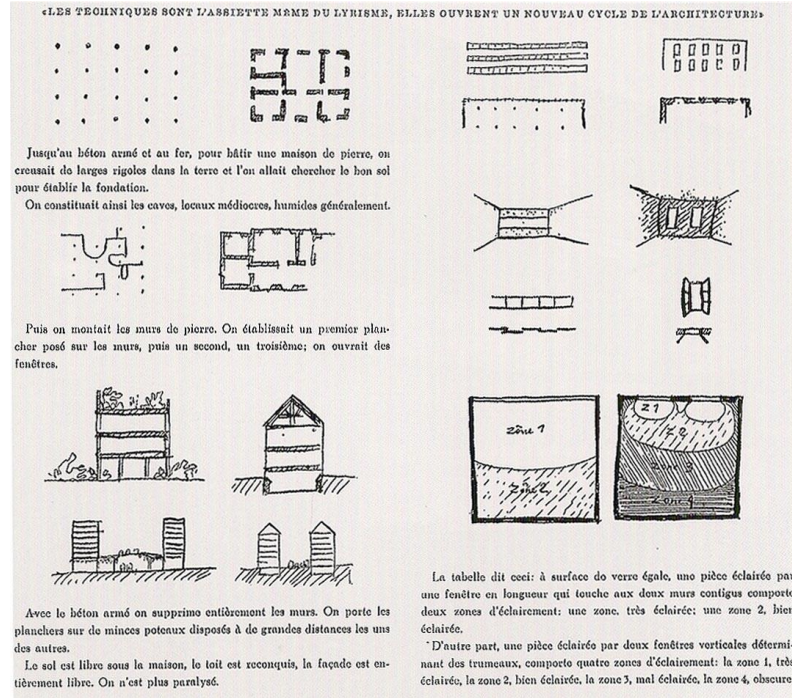 «LES TECHNIQUES SONT L'ASSIETTE MÊME DU LYRISME, ELLES OUVRENT UN NOUVEAU CYCLE DE L'ARCHITECTURE»
Jusqu'au béton armé et au fer, pour bâtir une maison de pierre, on
creusait de larges rigoles dans la terre et l'on allait chercher le bon sol
pour établir la fondation.
On constituait ainsi les caves, locaux médiocres, humides généralement.
Puis on montait les murs de pierre. On établissait un premier plan-
cher posé sur les murs, puis un second, un troisième; on ouvrait des
fenêtres.
Avec le béton armé on supprime entièrement les murs. On porte les
planchers sur de minces poteaux disposés à de grandes distances les uns
des autres.
Le sol est libre sous la maison, le toit est reconquis, la façade est en-
tièrement libre. On n'est plus paralysé.
zône 1
zône 2
Z1
Z2
Zône 3
Zone 4
La tabelle dit ceci: à surface de verre égale, une pièce éclairée par
une fenêtre en longueur qui touche aux deux murs contigus comporte
deux zones d'éclairement: une zone, très éclairée; une zone 2, bien
éclairée.
D'autre part, une pièce éclairée par deux fenêtres verticales détermi-
nant des trumeaux, comporte quatre zones d'éclairement: la zone 1, très
éclairée, la zone 2, bien éclairée, la zone 3, mal éclairée, la zone 4, obscure